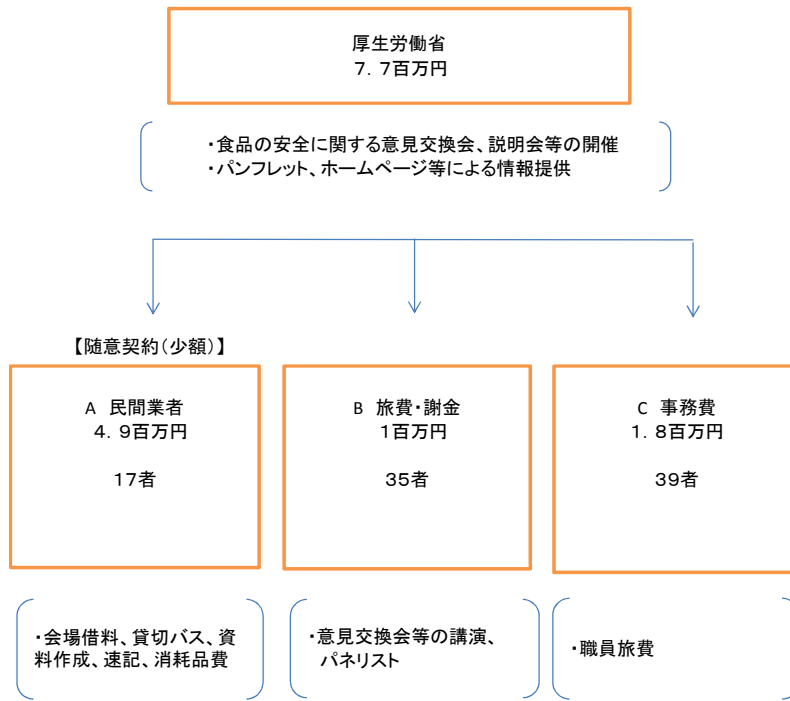 厚生労働省
７．７百万円
・食品の安全に関する意見交換会、説明会等の開催
・パンフレット、ホームページ等による情報提供
【随意契約（少額）】
A　民間業者
４．９百万円
１７者
B　旅費・謝金
１百万円
３５者
C　事務費
１．８百万円
３９者
・会場借料、貸切バス、資
料作成、速記、消耗品費
・意見交換会等の講演、
パネリスト
・職員旅費